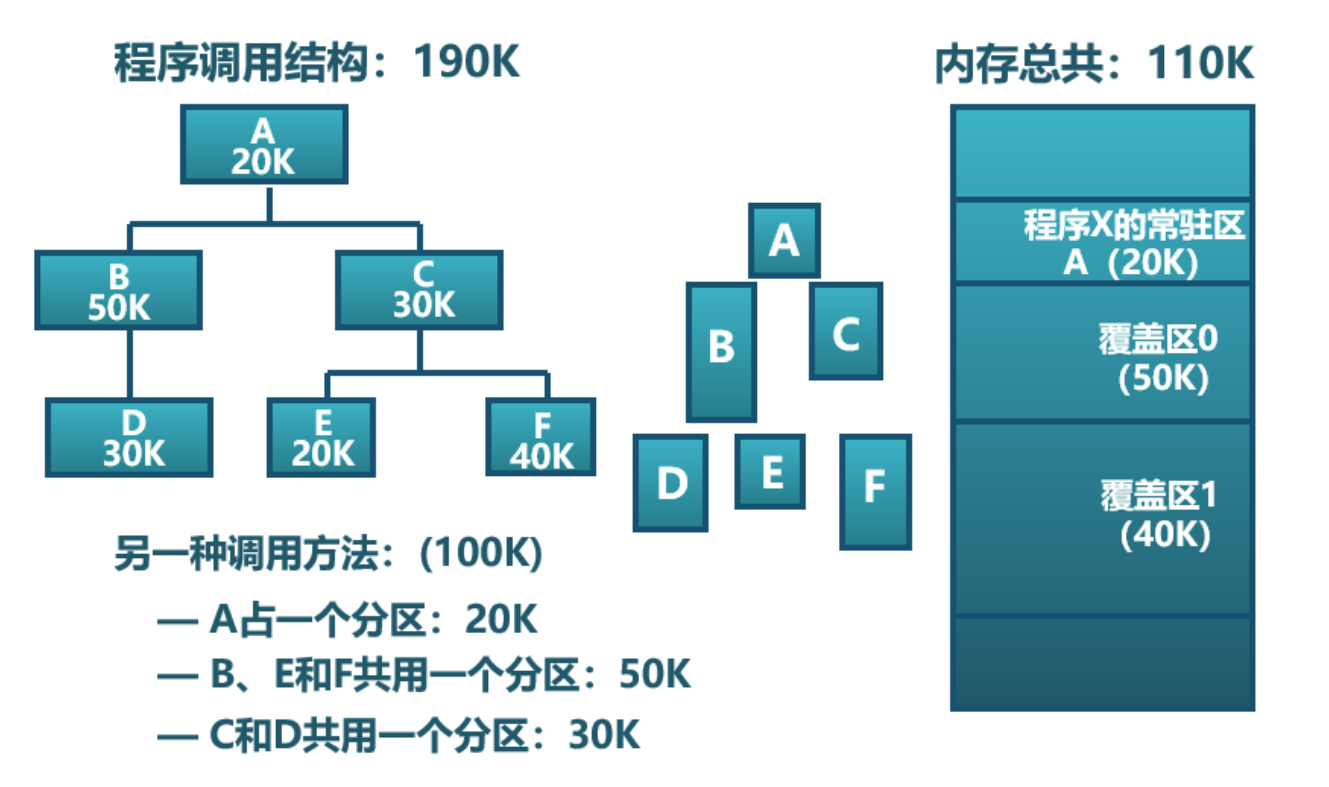 程序调用结构：190K
内存总共：110K
A
20K
B
50K
C
30K
D
30K
E
20K
F
40K
A
B
C
D
E
F
程序X的常驻区
A (20K)
覆盖区0
(50K)
覆盖区1
(40K)
另一种调用方法：(100K)
— A占一个分区：20K
— B、E和F共用一个分区：50K
— C和D共用一个分区：30K